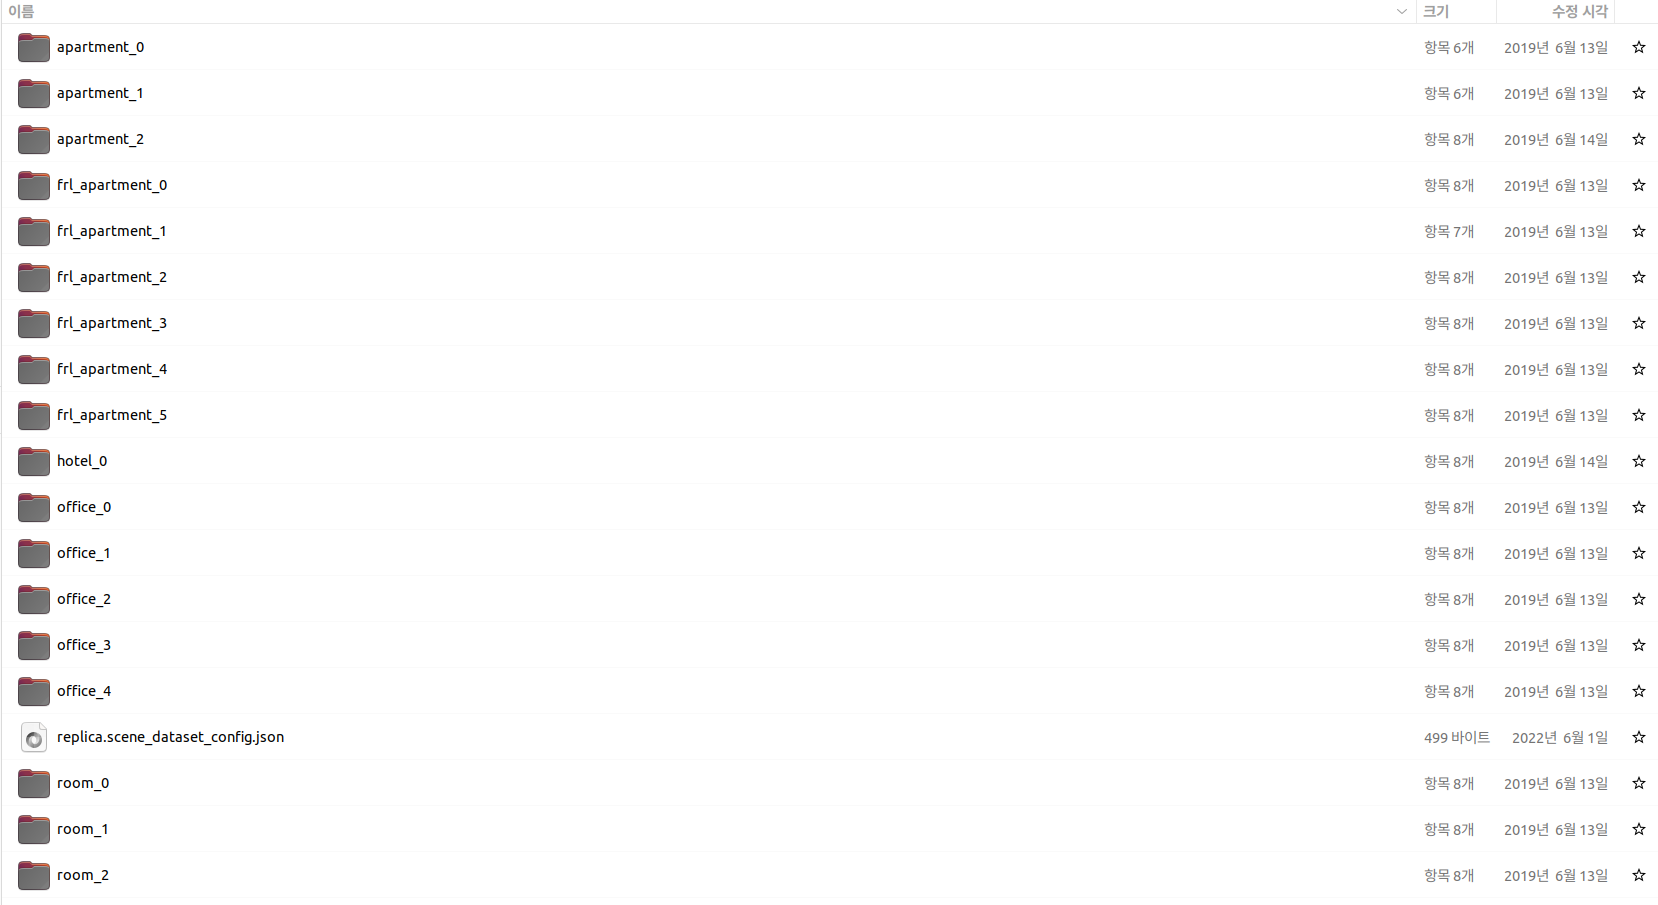 이름 크기 수정 시각
apartment_0 항목 6개 2019년 6월 13일
apartment_1 항목 6개 2019년 6월 13일
apartment_2 항목 8개 2019년 6월 14일
frl_apartment_0 항목 8개 2019년 6월 13일
frl_apartment_1 항목 7개 2019년 6월 13일
frl_apartment_2 항목 8개 2019년 6월 13일
frl_apartment_3 항목 8개 2019년 6월 13일
frl_apartment_4 항목 8개 2019년 6월 13일
frl_apartment_5 항목 8개 2019년 6월 13일
hotel_0 항목 8개 2019년 6월 14일
office_0 항목 8개 2019년 6월 13일
office_1 항목 8개 2019년 6월 13일
office_2 항목 8개 2019년 6월 13일
office_3 항목 8개 2019년 6월 13일
office_4 항목 8개 2019년 6월 13일
replica.scene_dataset_config.json 499 바이트 2022년 6월 1일
room_0 항목 8개 2019년 6월 13일
room_1 항목 8개 2019년 6월 13일
room_2 항목 8개 2019년 6월 13일